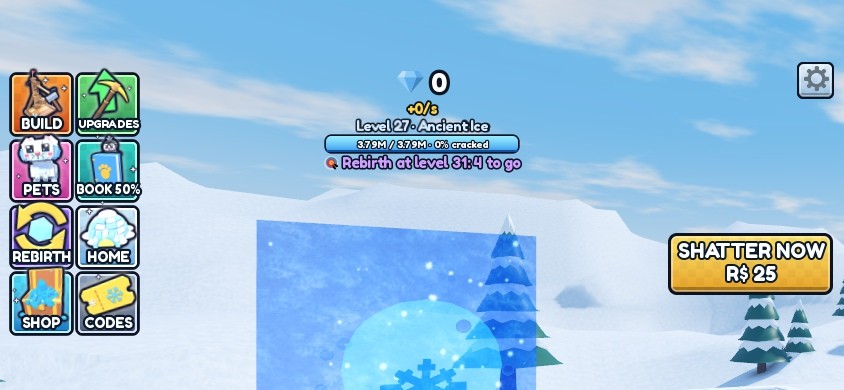 0
+0/s
Level 27 · Ancient Ice
3.79M / 3.79M · 0% cracked
Rebirth at level 31: 4 to go
BUILD
UPGRADES
PETS
BOOK 50%
REBIRTH
HOME
SHOP
CODES
SHATTER NOW
R$ 25